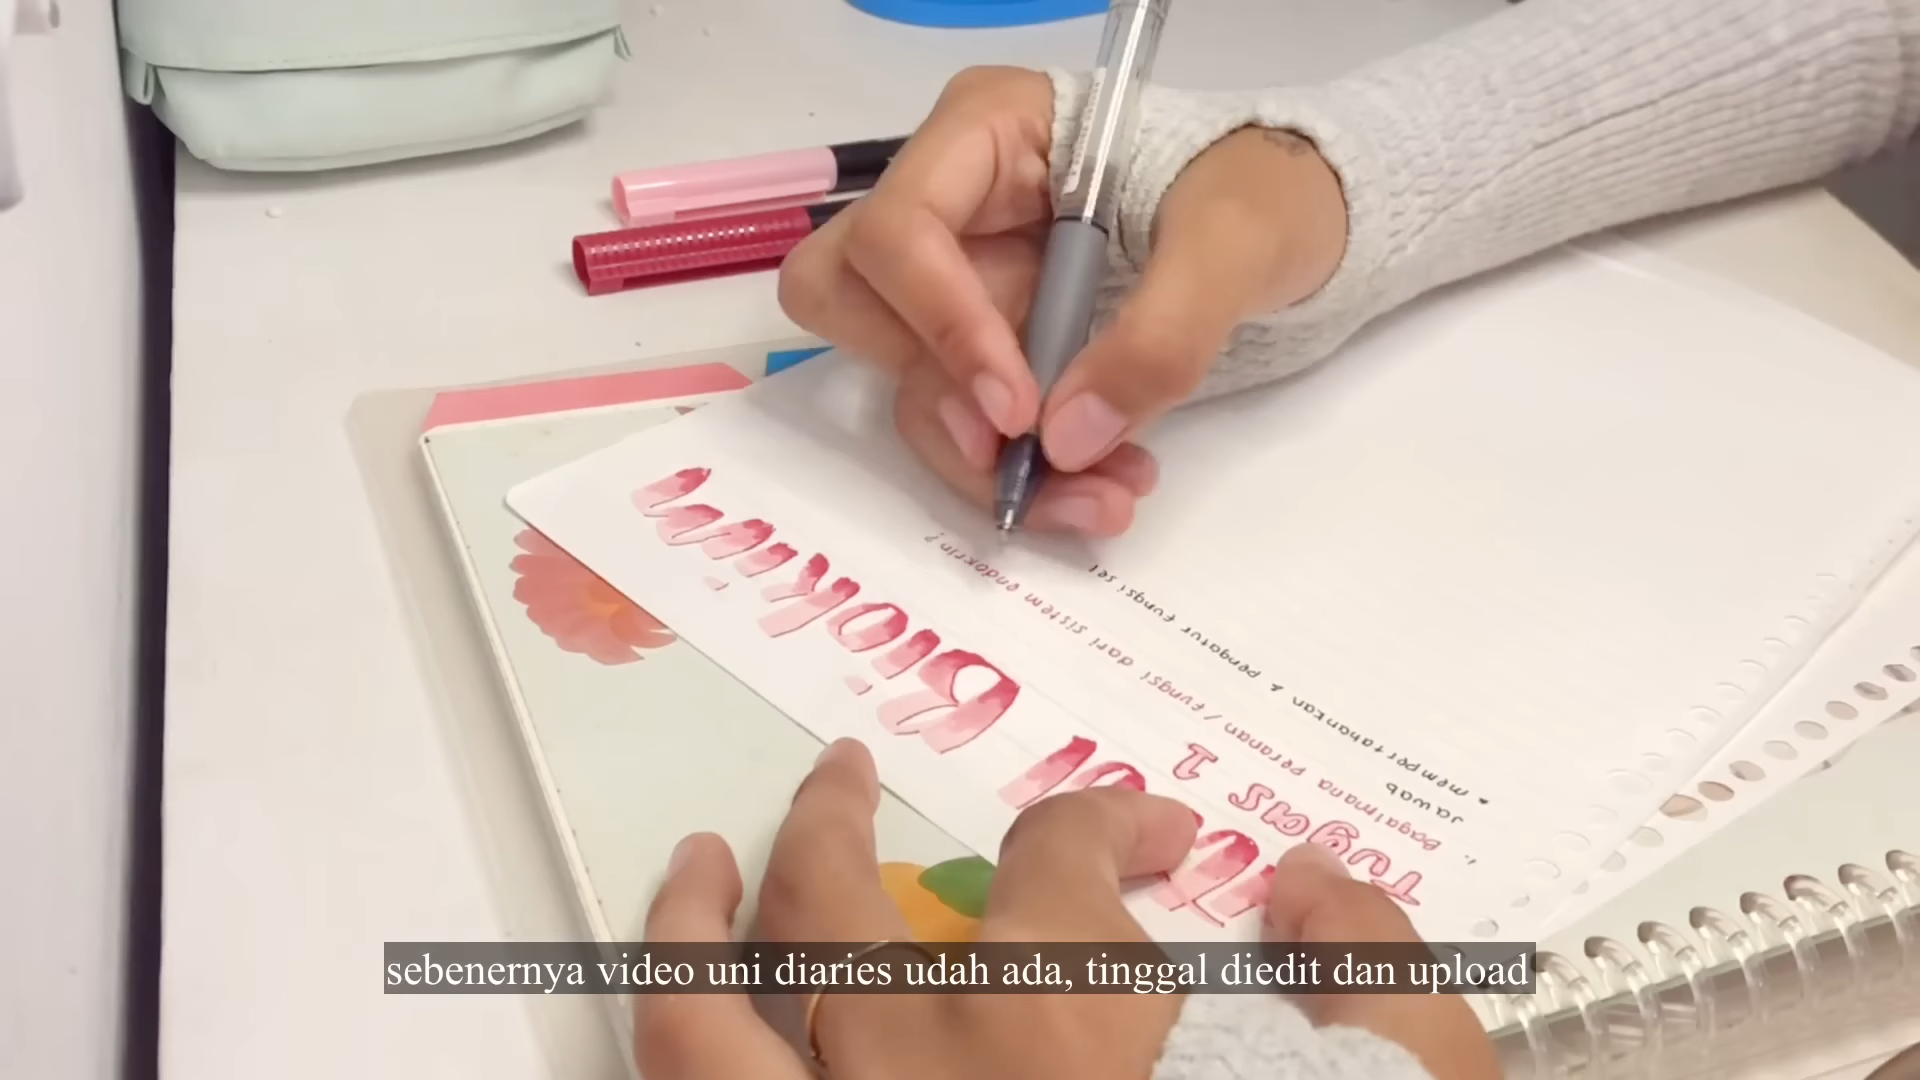 Biokim
Tugas 1
1. Bagaimana peranan / fungsi dari sistem endokrin ?
Jawab
• mempertahankan & pengatur fungsi sel
sebenernya video uni diaries udah ada, tinggal diedit dan upload